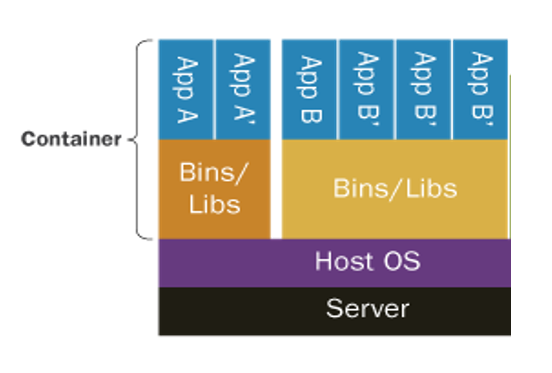 App A
App A'
App B
App B'
App B'
App B'
Container
Bins/
Libs
Bins/Libs
Host OS
Server